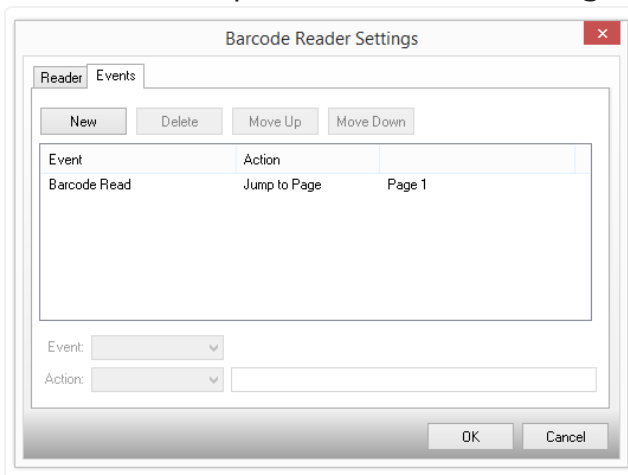 Barcode Reader Settings
Reader Events
New Delete Move Up Move Down
Event Action
Barcode Read Jump to Page Page 1
Event:
Action:
OK Cancel